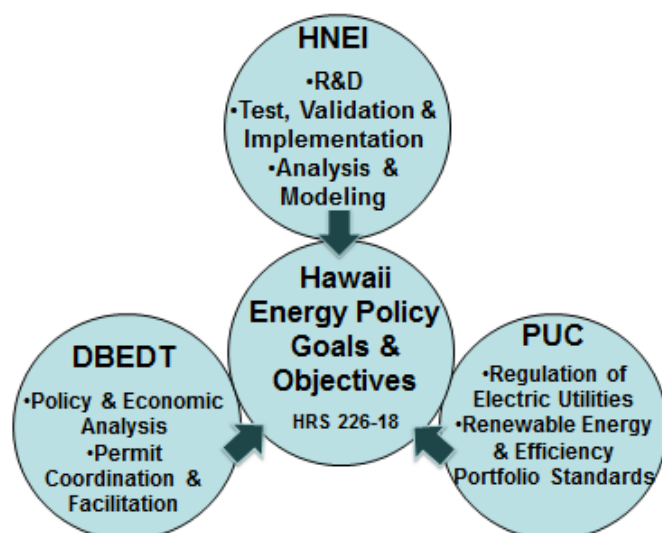 HNEI
•R&D
•Test, Validation &
Implementation
•Analysis &
Modeling
Hawaii
Energy Policy
Goals &
Objectives
HRS 226-18
DBEDT
•Policy & Economic
Analysis
•Permit
Coordination &
Facilitation
PUC
•Regulation of
Electric Utilities
•Renewable Energy
& Efficiency
Portfolio Standards